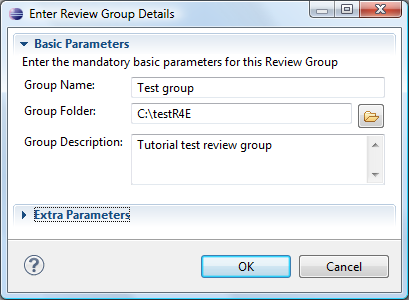 Enter Review Group Details
Basic Parameters
Enter the mandatory basic parameters for this Review Group
Group Name: Test group
Group Folder: C:\testR4E
Group Description: Tutorial test review group
Extra Parameters
? OK Cancel